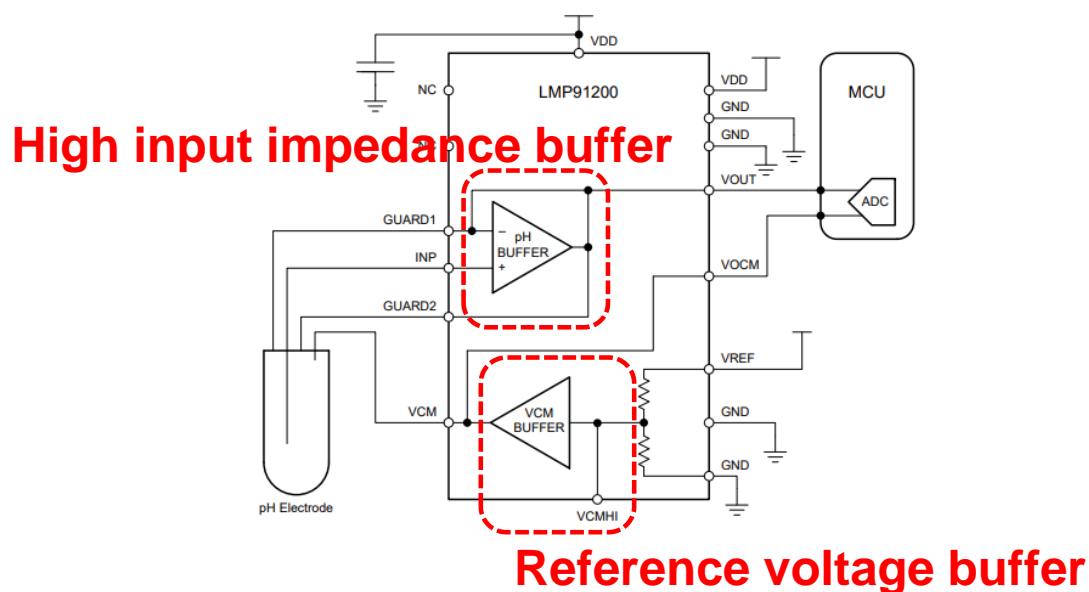 VDD
NC
LMP91200
VDD
MCU
GND
GND
High input impedance buffer
VOUT
ADC
GUARD1
pH
BUFFER
−
+
INP
VOCM
GUARD2
VREF
VCM
VCM
BUFFER
GND
GND
pH Electrode
VCMHI
Reference voltage buffer